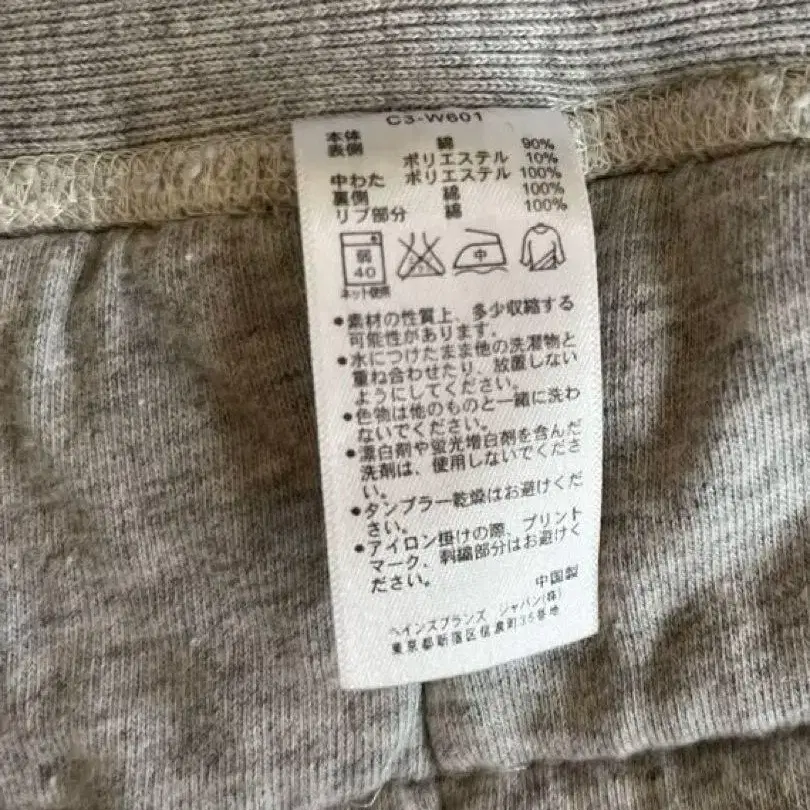 C3-W601
本体
表側 綿 90%
ポリエステル 10%
中わた ポリエステル 100%
裏側 綿 100%
リブ部分 綿 100%
弱
40
ネット使用
中
●素材の性質上、多少収縮する
可能性があります。
●水につけたまま他の洗濯物と
重ね合わせたり、放置しない
ようにしてください。
●色物は他のものと一緒に洗わ
ないでください。
●漂白剤や蛍光増白剤を含んだ
洗剤は、使用しないでくださ
い。
●タンブラー乾燥はお避けくだ
さい。
●アイロン掛けの際、プリント
マーク、刺繍部分はお避けく
ださい。
中国製
ヘインズブランズ ジャパン(株)
東京都新宿区信濃町35番地